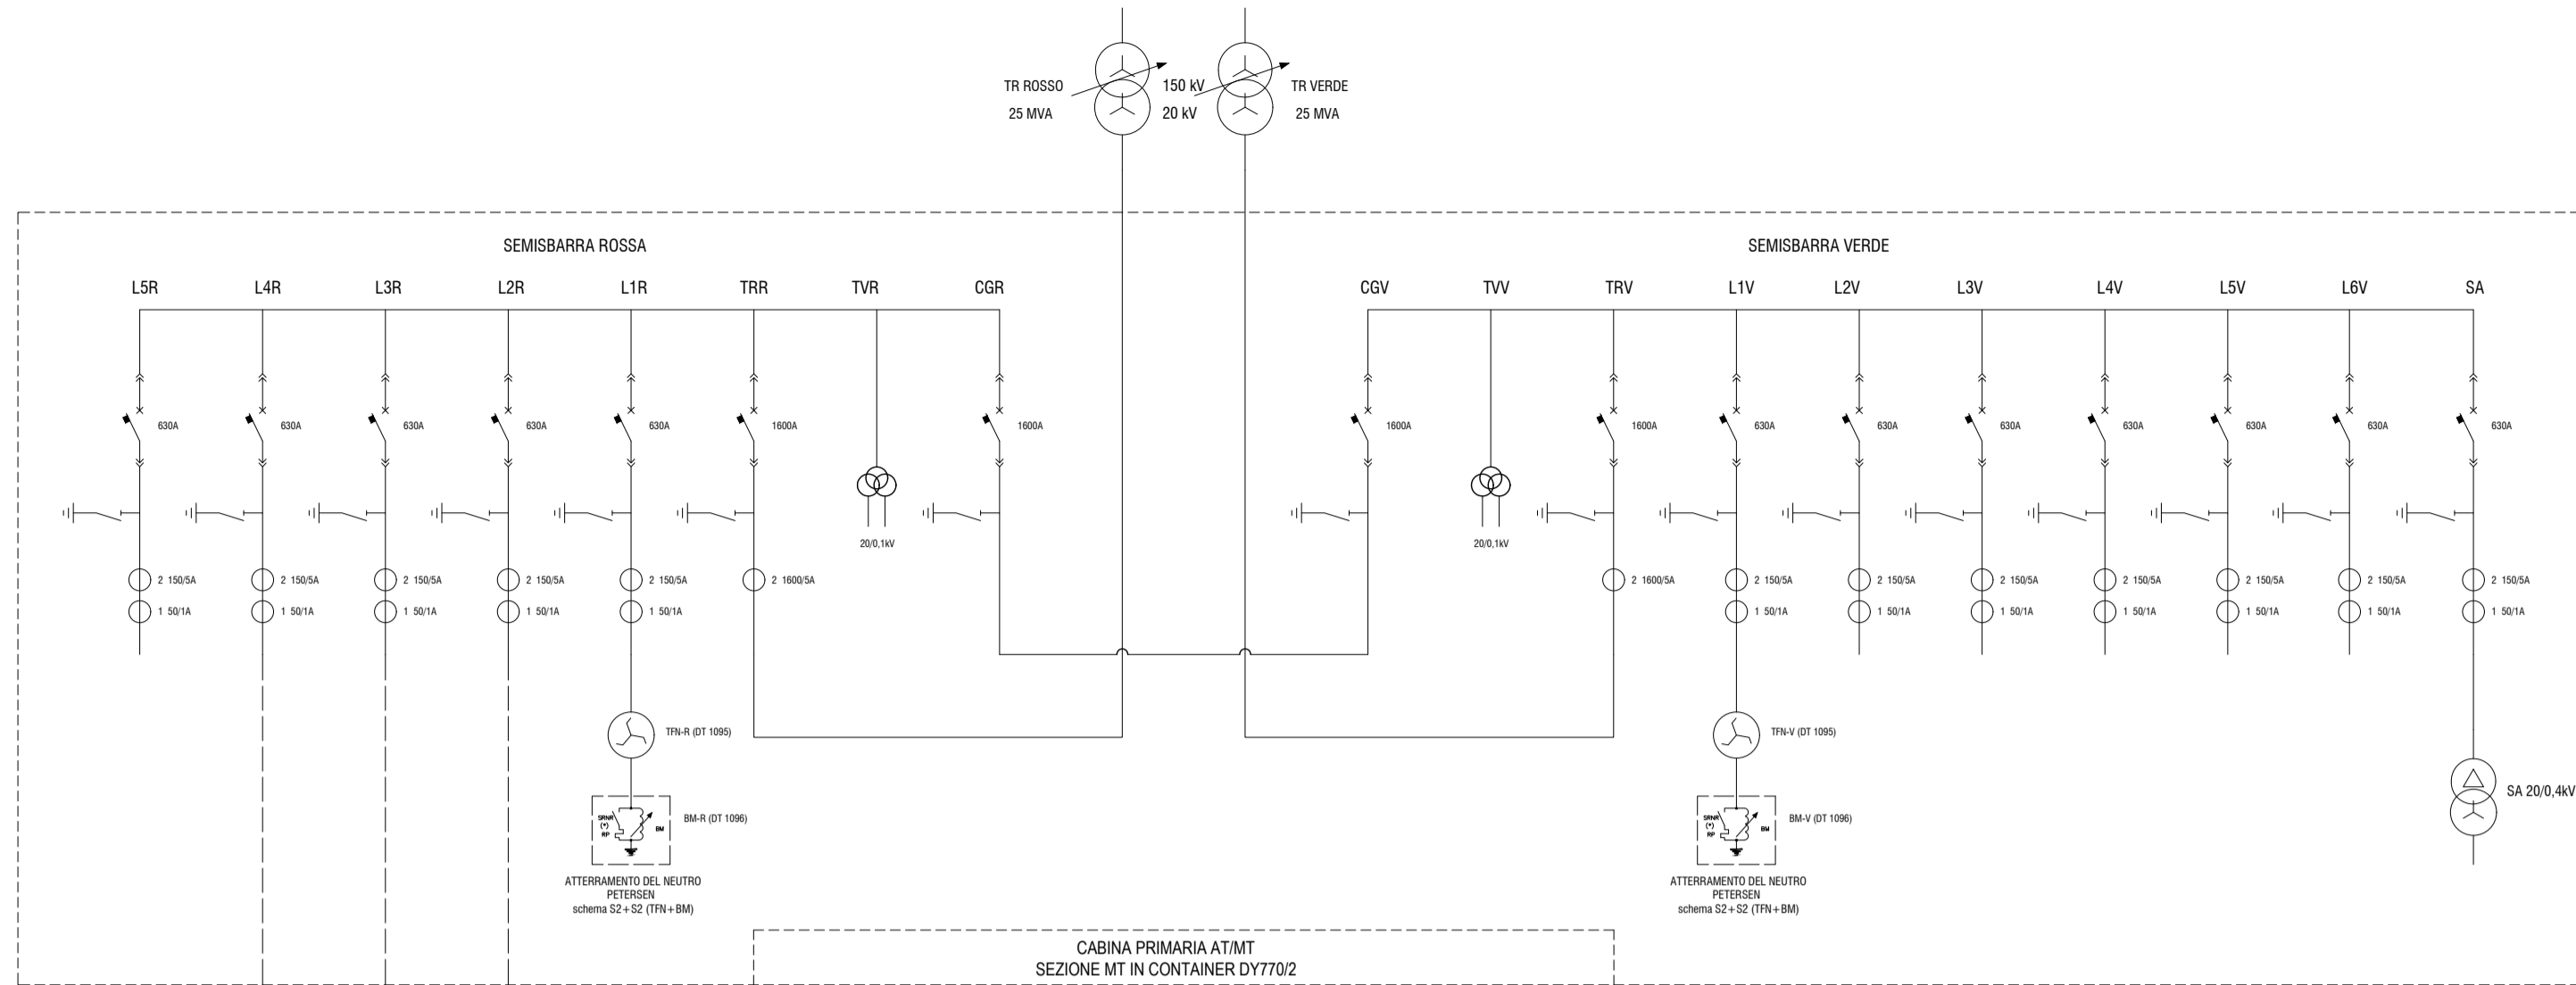 TR ROSSO 150 kV TR VERDE
25 MVA 20 kV 25 MVA
SEMISBARRA ROSSA SEMISBARRA VERDE
L5R L4R L3R L2R L1R TRR TVR CGR CGV TVV TRV L1V L2V L3V L4V L5V L6V SA
630A 630A 630A 630A 630A 1600A 1600A 1600A 1600A 630A 630A 630A 630A 630A 630A 630A
20/0,1kV 20/0,1kV
2 150/5A 2 150/5A 2 150/5A 2 150/5A 2 150/5A 2 1600/5A 2 1600/5A 2 150/5A 2 150/5A 2 150/5A 2 150/5A 2 150/5A 2 150/5A 2 150/5A
1 50/1A 1 50/1A 1 50/1A 1 50/1A 1 50/1A 1 50/1A 1 50/1A 1 50/1A 1 50/1A 1 50/1A 1 50/1A 1 50/1A
TFN-R (DT 1095) TFN-V (DT 1095)
SA 20/0,4kV
SRNR BM-R (DT 1096) SRNR BM-V (DT 1096)
(*) BM (*) BM
RP RP
ATTERRAMENTO DEL NEUTRO ATTERRAMENTO DEL NEUTRO
PETERSEN PETERSEN
schema S2+S2 (TFN+BM) schema S2+S2 (TFN+BM)
CABINA PRIMARIA AT/MT
SEZIONE MT IN CONTAINER DY770/2